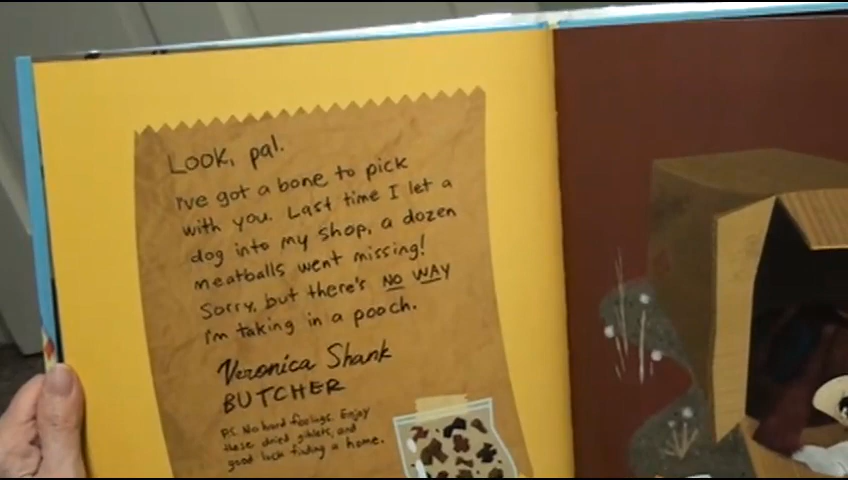 Look, pal.
I've got a bone to pick
with you. Last time I let a
dog into my shop, a dozen
meatballs went missing!
Sorry, but there's NO WAY
I'm taking in a pooch.
Veronica Shank
BUTCHER
P.S. No hard feelings. Enjoy
these dried giblets, and
good luck finding a home.